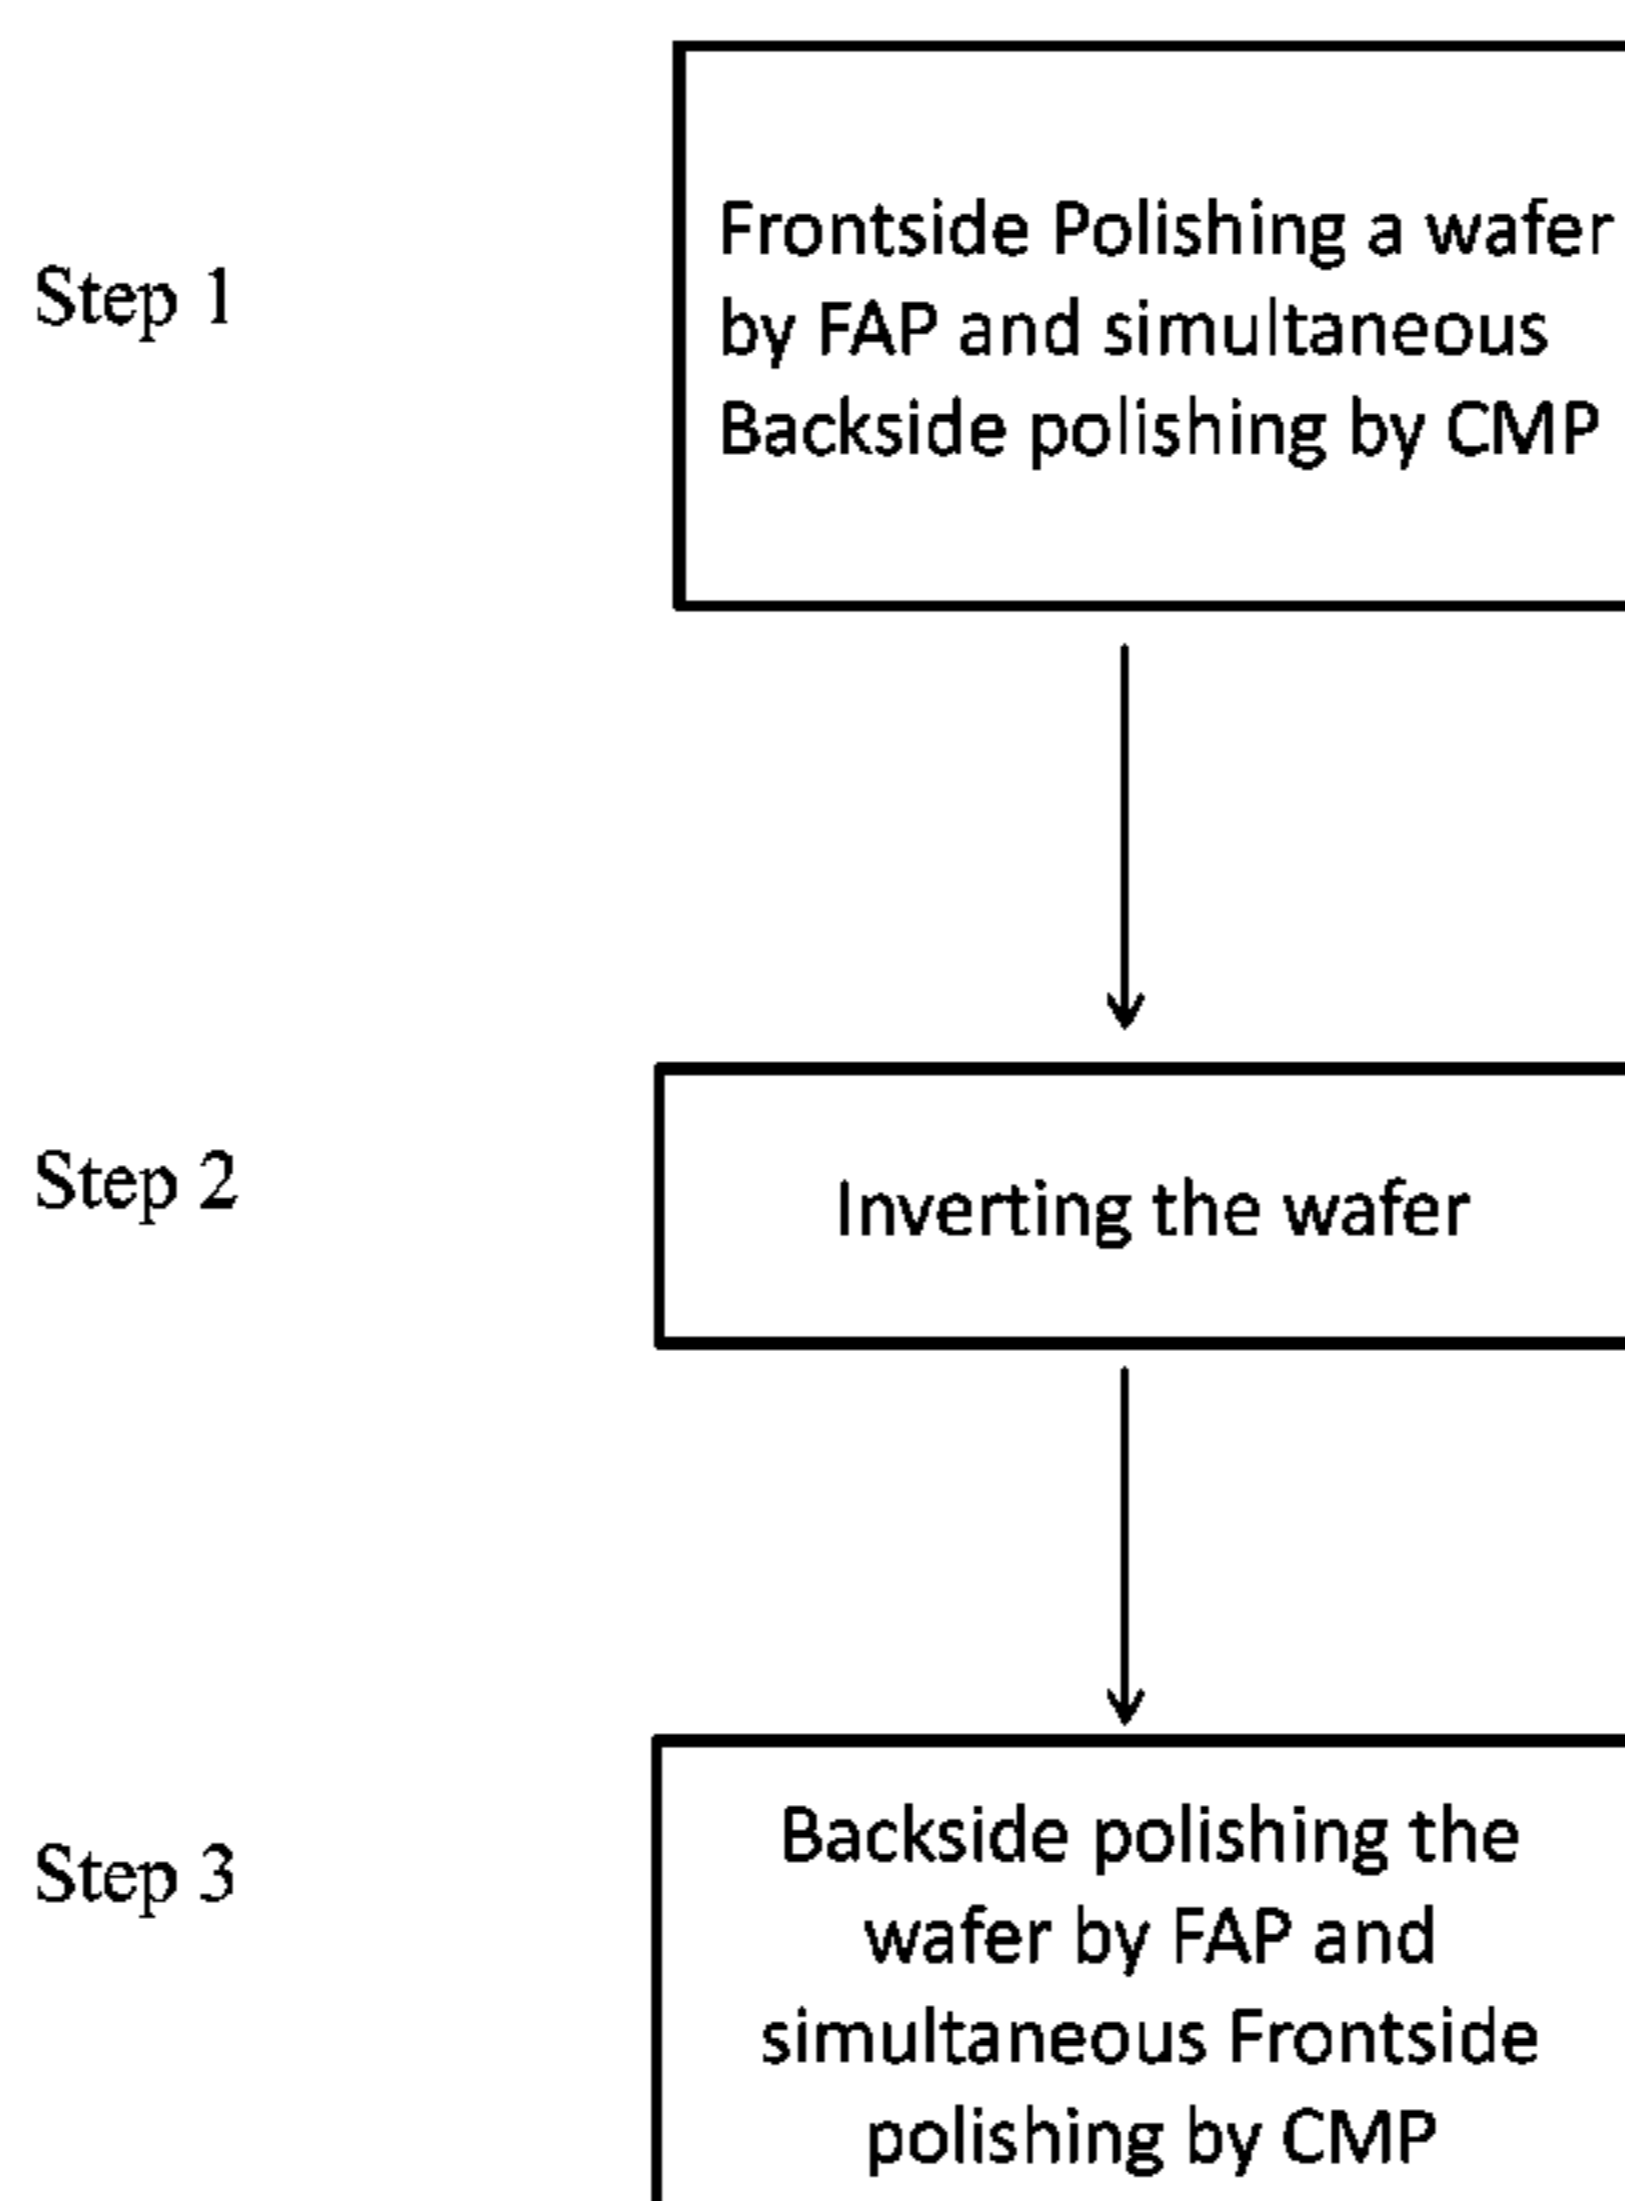 Step 1
Frontside Polishing a wafer
by FAP and simultaneous
Backside polishing by CMP
Step 2
Inverting the wafer
Step 3
Backside polishing the
wafer by FAP and
simultaneous Frontside
polishing by CMP